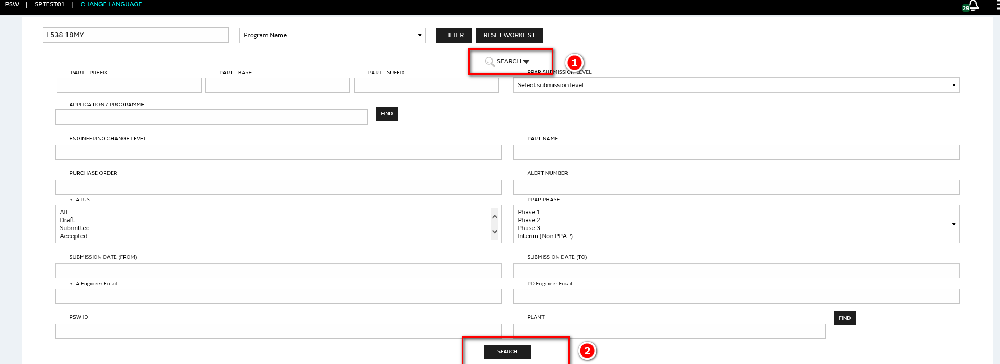 PSW | SPTEST01 | CHANGE LANGUAGE
29
L538 18MY
Program Name
FILTER
RESET WORKLIST
SEARCH
1
PART - PREFIX
PART - BASE
PART - SUFFIX
PPAP SUBMISSION LEVEL
Select submission level...
APPLICATION / PROGRAMME
FIND
ENGINEERING CHANGE LEVEL
PART NAME
PURCHASE ORDER
ALERT NUMBER
STATUS
All
Draft
Submitted
Accepted
PPAP PHASE
Phase 1
Phase 2
Phase 3
Interim (Non PPAP)
SUBMISSION DATE (FROM)
SUBMISSION DATE (TO)
STA Engineer Email
PD Engineer Email
PSW ID
PLANT
FIND
SEARCH
2